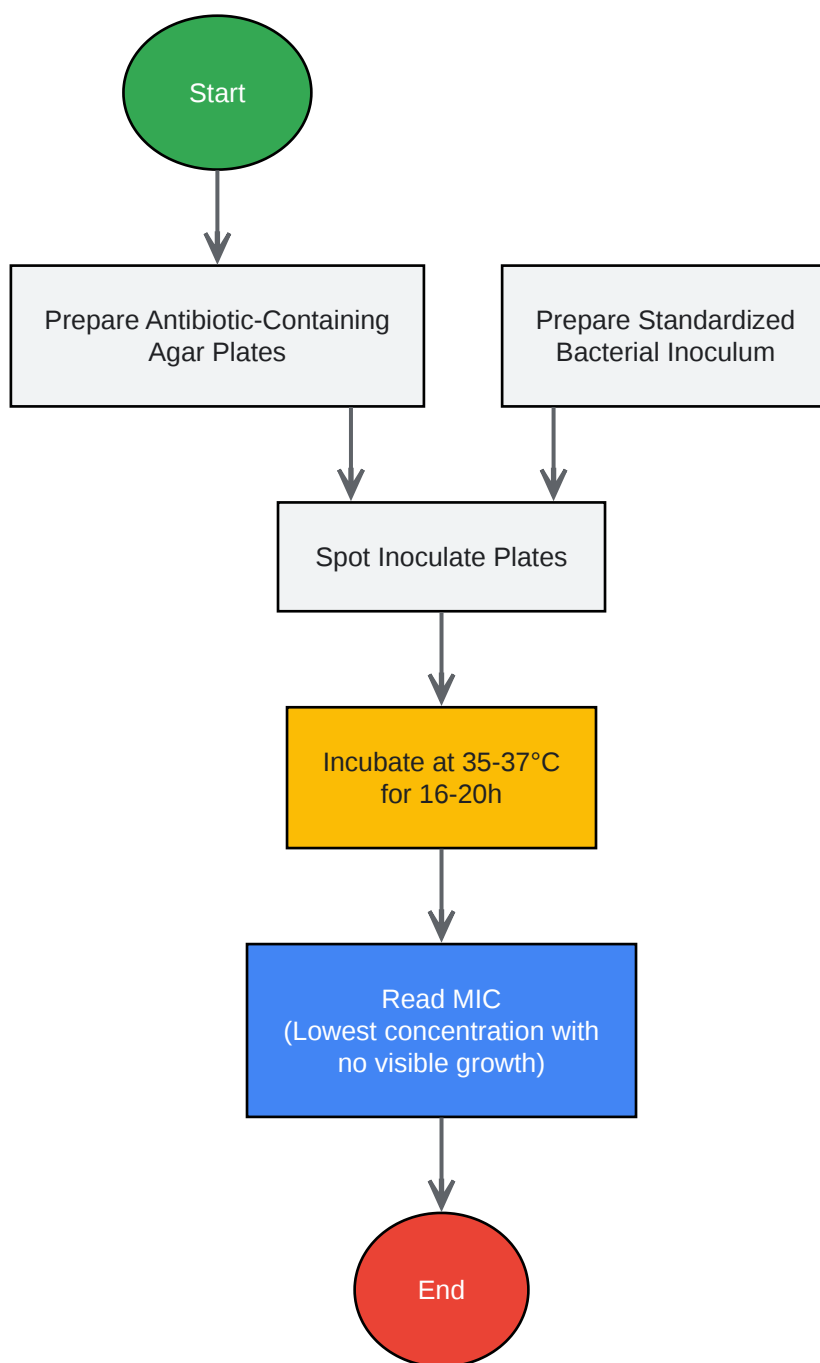 Start
Prepare Antibiotic-Containing
Agar Plates
Prepare Standardized
Bacterial Inoculum
Spot Inoculate Plates
Incubate at 35-37°C
for 16-20h
Read MIC
(Lowest concentration with
no visible growth)
End